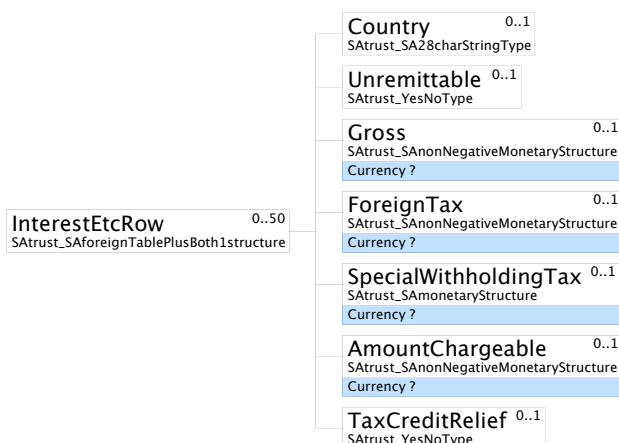 Country 0..1
SAtrust_SA28charStringType
Unremittable 0..1
SAtrust_YesNoType
Gross 0..1
SAtrust_SAnonNegativeMonetaryStructure
Currency ?
InterestEtcRow 0..50
SAtrust_SAforeignTablePlusBoth1structure
ForeignTax 0..1
SAtrust_SAnonNegativeMonetaryStructure
Currency ?
SpecialWithholdingTax 0..1
SAtrust_SAmonetaryStructure
Currency ?
AmountChargeable 0..1
SAtrust_SAnonNegativeMonetaryStructure
Currency ?
TaxCreditRelief 0..1
SAtrust_YesNoType